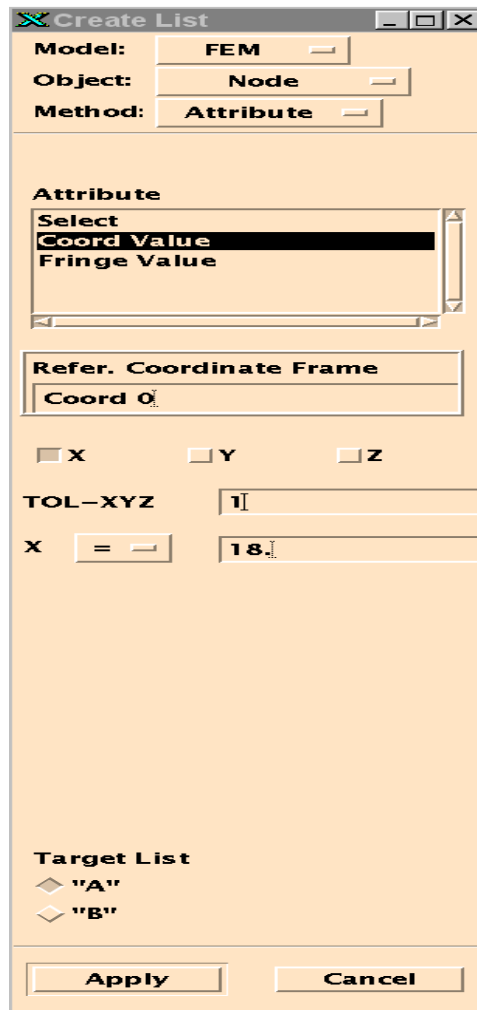 Create List
Model: FEM
Object: Node
Method: Attribute
Attribute
Select
Coord Value
Fringe Value
Refer. Coordinate Frame
Coord 0
X Y Z
TOL-XYZ 1
X = 18.
Target List
"A"
"B"
Apply Cancel